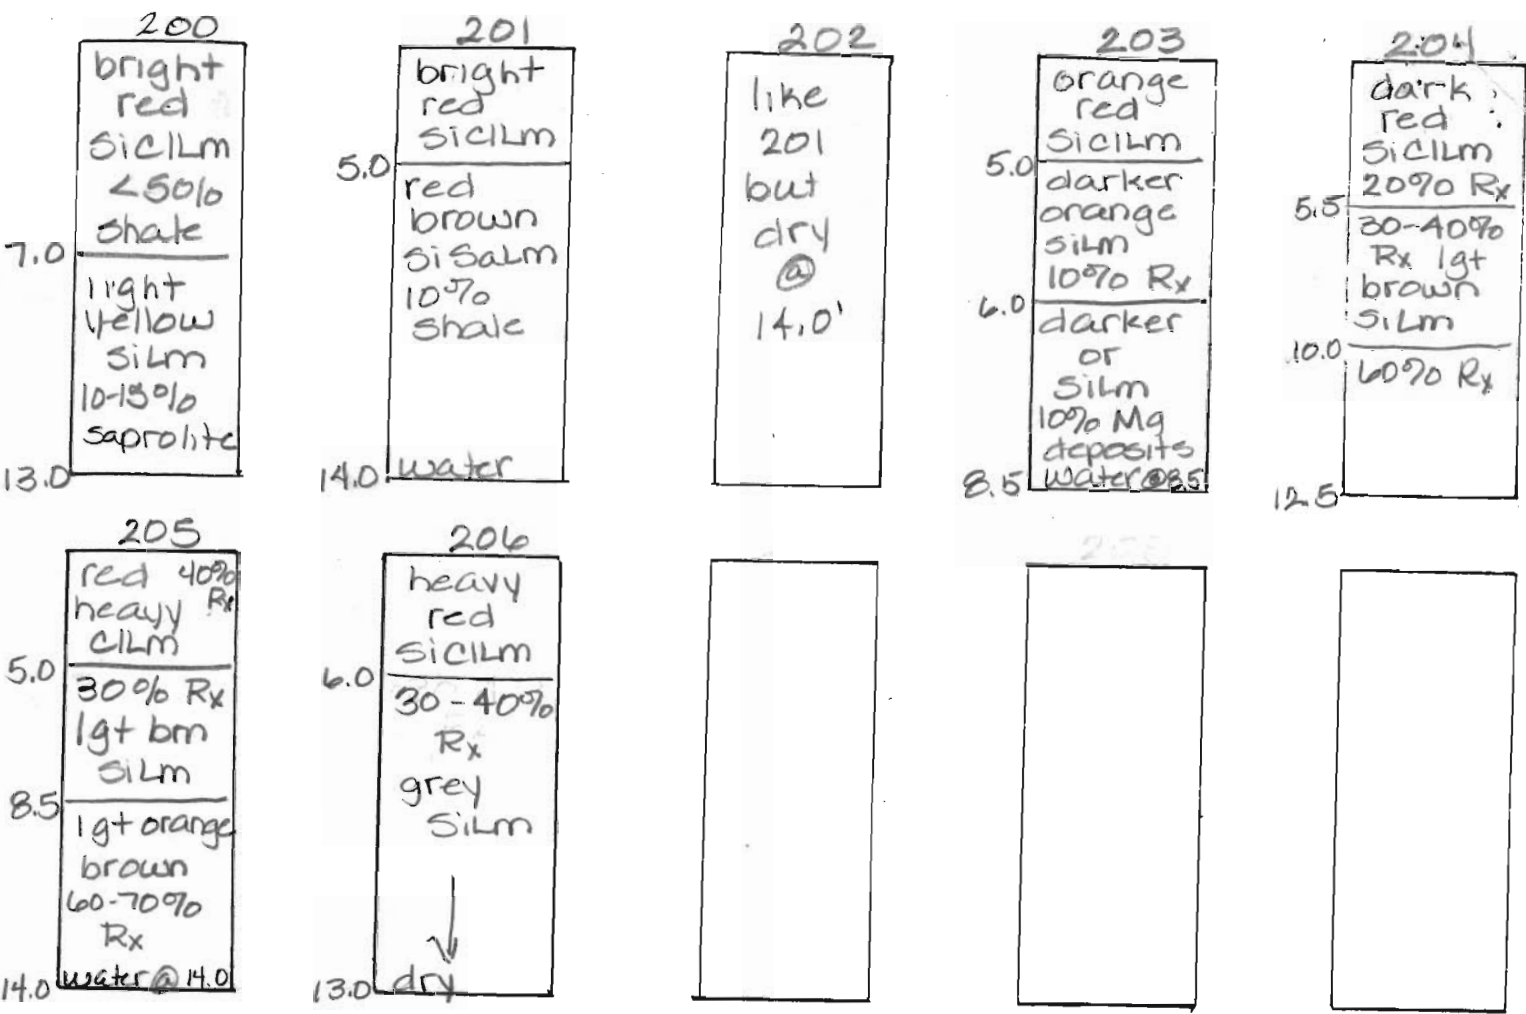 200
bright
red
SiClLm
<50%
shale
7.0
light
yellow
SiLm
10-15%
saprolite
13.0
201
bright
red
SiClLm
5.0
red
brown
SiSaLm
10%
shale
14.0 water
202
like
201
but
dry
@
14.0'
203
orange
red
SiClLm
5.0
darker
orange
SiLm
10% Rx
6.0
darker
or
SiLm
10% Mg
deposits
8.5 water @ 8.5
204
dark
red
SiClLm
20% Rx
5.5
30-40%
Rx lgt
brown
SiLm
10.0
60% Rx
12.5
205
red 40%
heavy Rx
ClLm
5.0
30% Rx
lgt brn
SiLm
8.5
lgt orange
brown
60-70%
Rx
14.0 water @ 14.0
206
heavy
red
SiClLm
6.0
30-40%
Rx
grey
SiLm
13.0 dry